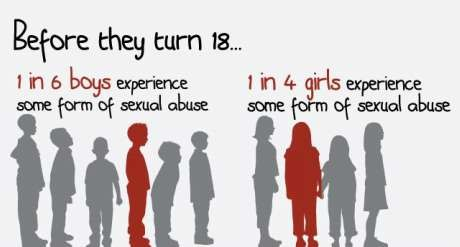 Before they turn 18...
1 in 6 boys experience
some form of sexual abuse
1 in 4 girls experience
some form of sexual abuse